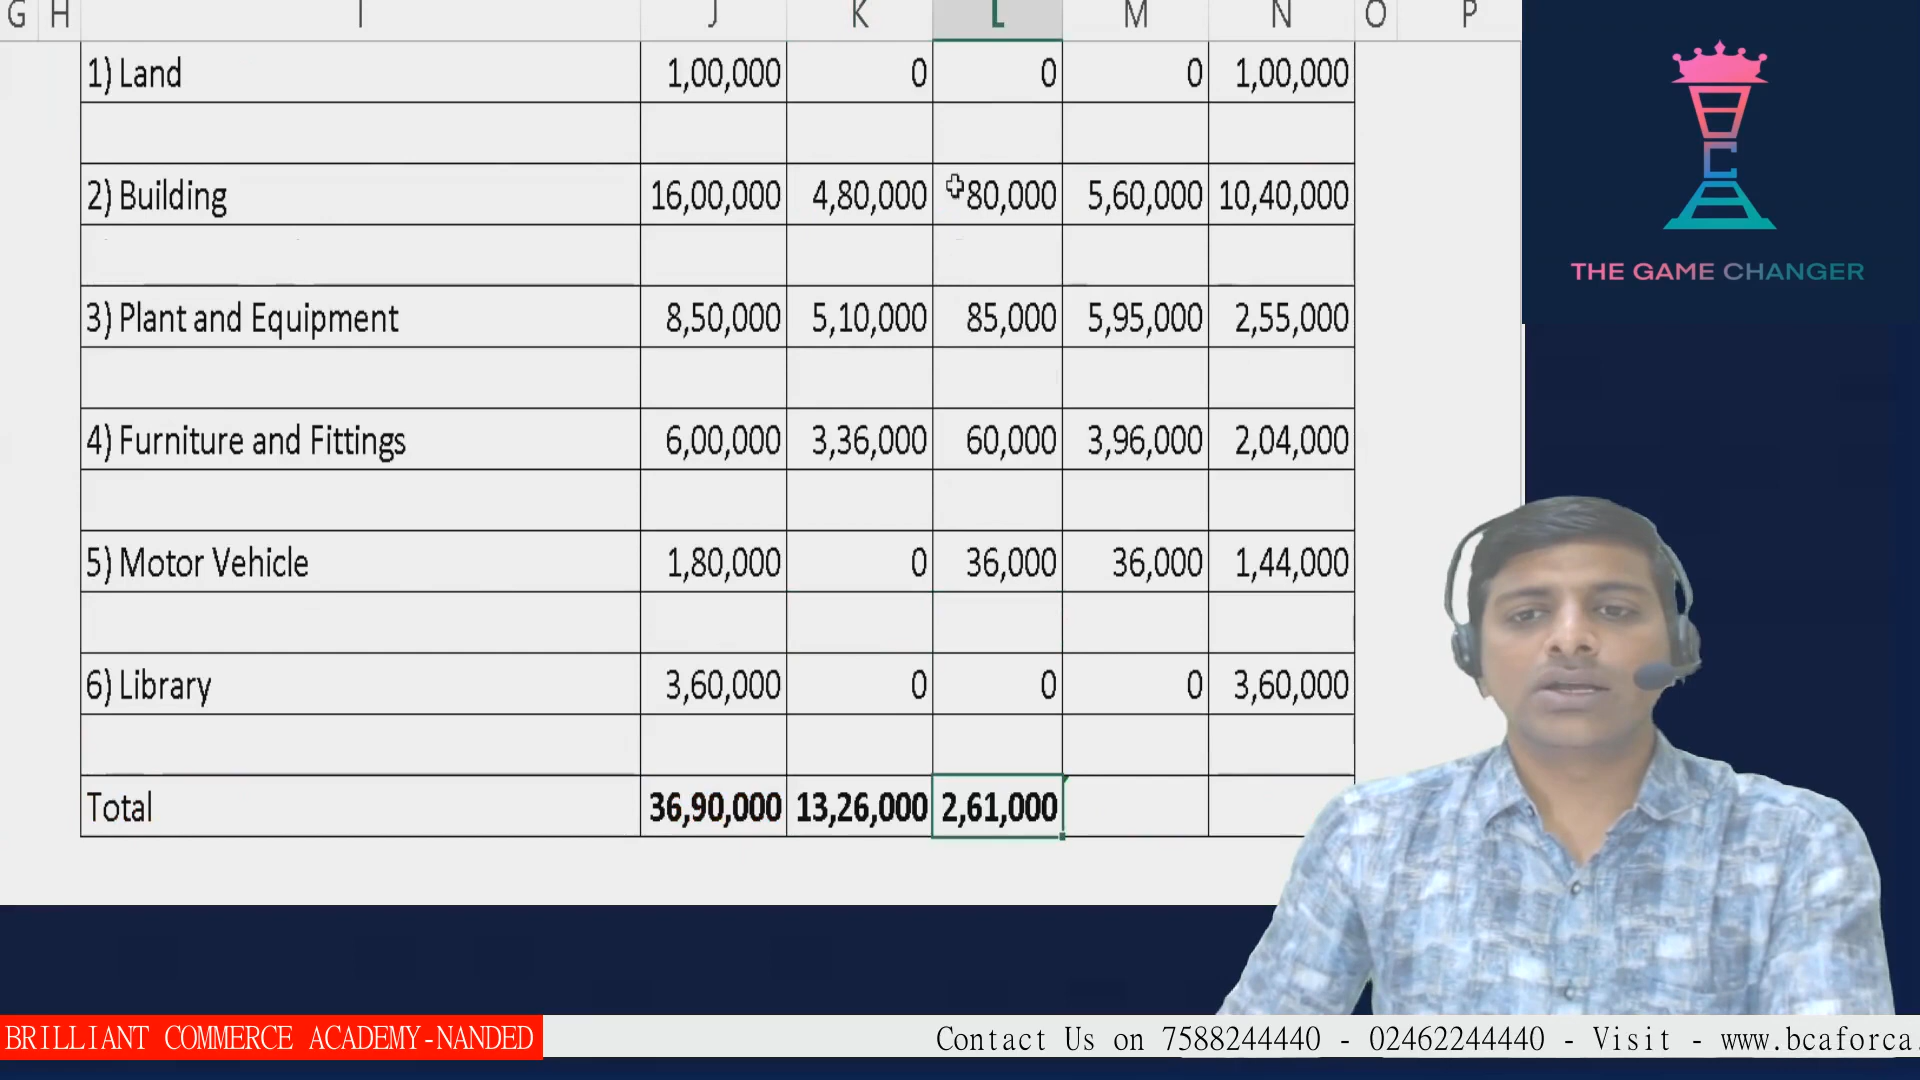 G H I J K L M N O P
1) Land 1,00,000 0 0 0 1,00,000
2) Building 16,00,000 4,80,000 80,000 5,60,000 10,40,000
3) Plant and Equipment 8,50,000 5,10,000 85,000 5,95,000 2,55,000
4) Furniture and Fittings 6,00,000 3,36,000 60,000 3,96,000 2,04,000
5) Motor Vehicle 1,80,000 0 36,000 36,000 1,44,000
6) Library 3,60,000 0 0 0 3,60,000
Total 36,90,000 13,26,000 2,61,000
THE GAME CHANGER
BRILLIANT COMMERCE ACADEMY-NANDED
Contact Us on 7588244440 - 02462244440 - Visit - www.bcaforca.